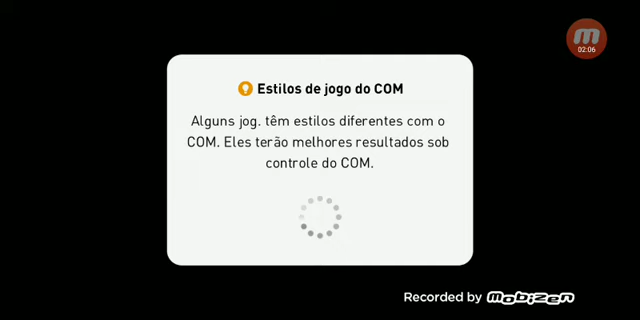 02:06
Estilos de jogo do COM
Alguns jog. têm estilos diferentes com o
COM. Eles terão melhores resultados sob
controle do COM.
Recorded by mobizen